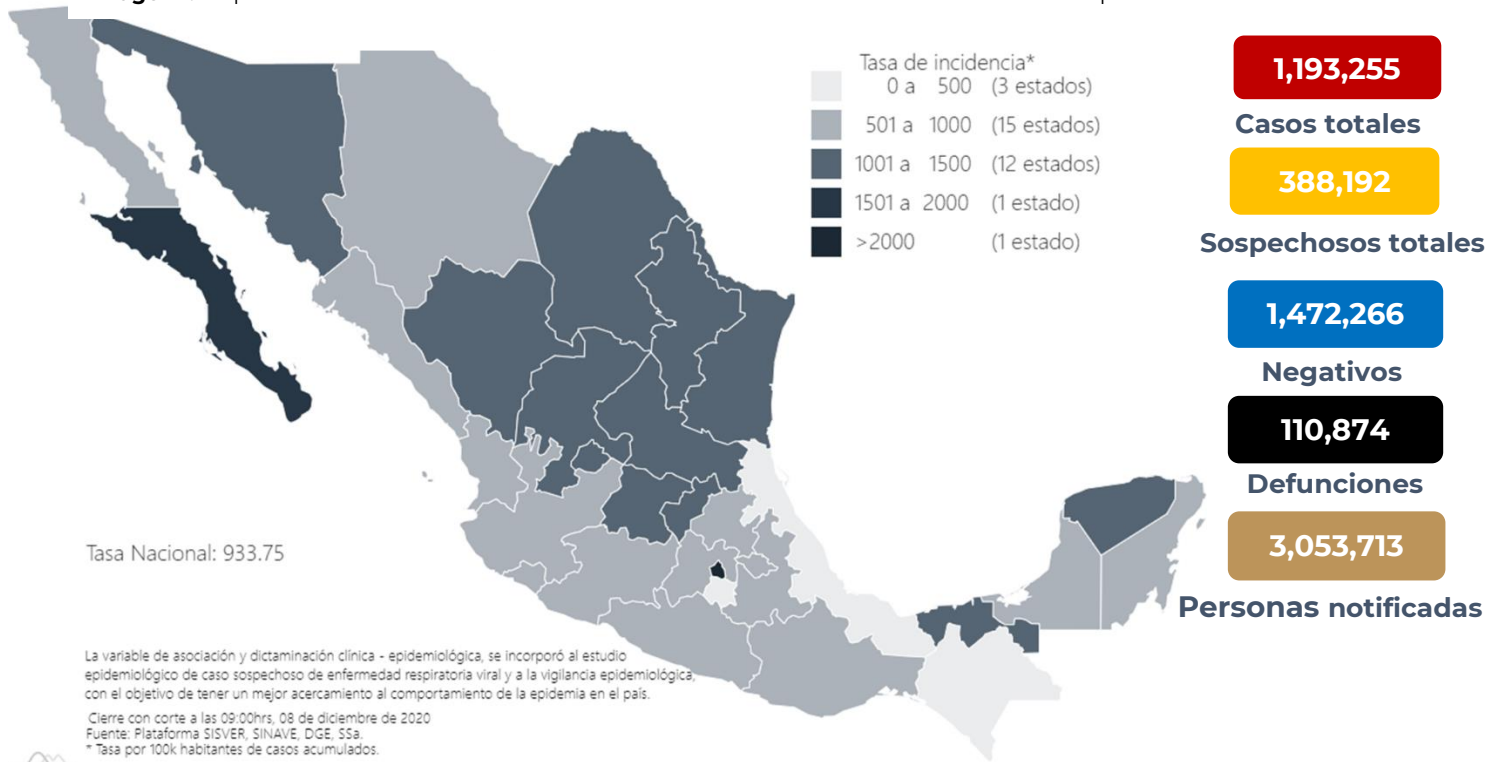 Tasa de incidencia*
0 a 500 (3 estados)
501 a 1000 (15 estados)
1001 a 1500 (12 estados)
1501 a 2000 (1 estado)
>2000 (1 estado)
1,193,255
Casos totales
388,192
Sospechosos totales
1,472,266
Negativos
110,874
Defunciones
3,053,713
Personas notificadas
Tasa Nacional: 933.75
La variable de asociación y dictaminación clínica - epidemiológica, se incorporó al estudio
epidemiológico de caso sospechoso de enfermedad respiratoria viral y a la vigilancia epidemiológica,
con el objetivo de tener un mejor acercamiento al comportamiento de la epidemia en el país.
Cierre con corte a las 09:00hrs, 08 de diciembre de 2020
Fuente: Plataforma SISVER, SINAVE, DGE, SSa.
* Tasa por 100k habitantes de casos acumulados.